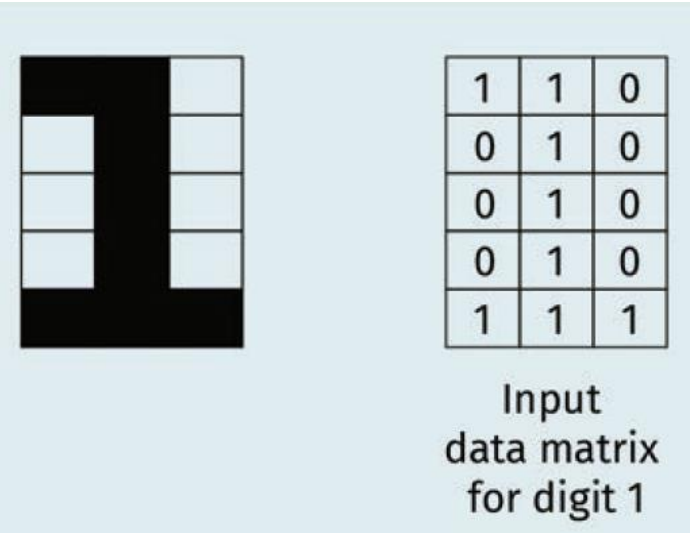 1 1 0
0 1 0
0 1 0
0 1 0
1 1 1
Input
data matrix
for digit 1